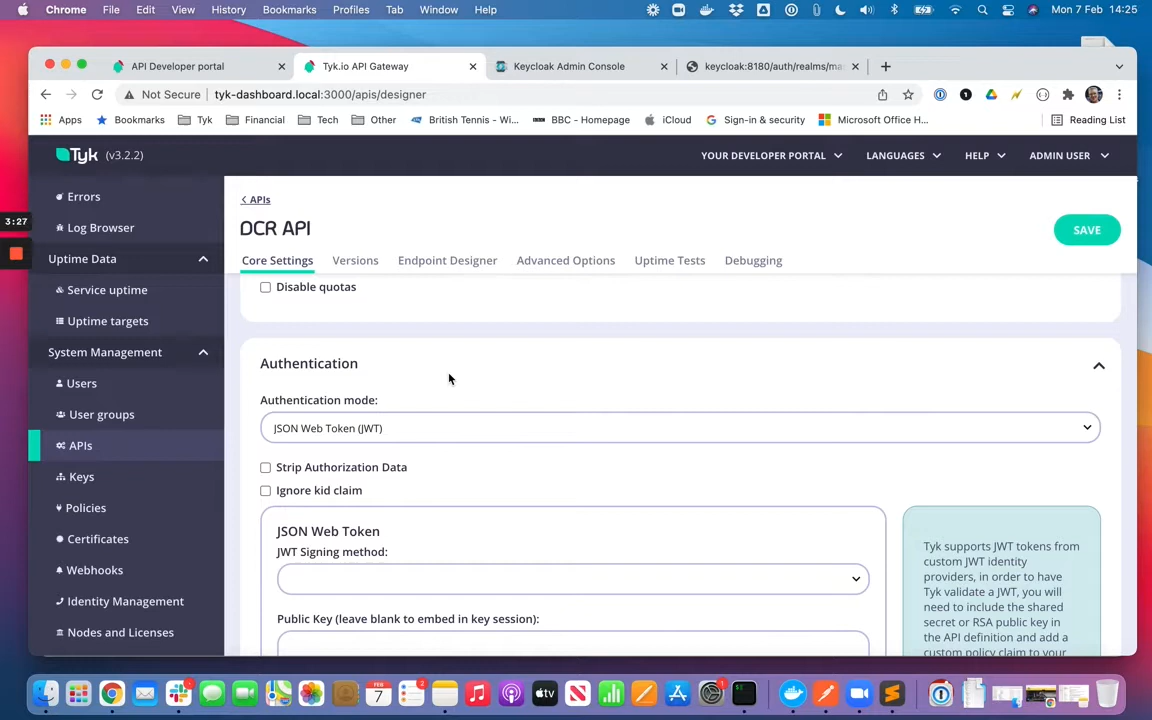 Chrome File Edit View History Bookmarks Profiles Tab Window Help Mon 7 Feb 14:25
API Developer portal Tyk.io API Gateway Keycloak Admin Console keycloak:8180/auth/realms/ma
Not Secure tyk-dashboard.local:3000/apis/designer
Apps Bookmarks Tyk Financial Tech Other British Tennis - Wi... BBC - Homepage iCloud Sign-in & security Microsoft Office H... Reading List
Tyk (v3.2.2) YOUR DEVELOPER PORTAL LANGUAGES HELP ADMIN USER
3:27
Errors
Log Browser
Uptime Data
Service uptime
Uptime targets
System Management
Users
User groups
APIs
Keys
Policies
Certificates
Webhooks
Identity Management
Nodes and Licenses
< APIs
DCR API
SAVE
Core Settings Versions Endpoint Designer Advanced Options Uptime Tests Debugging
Disable quotas
Authentication
Authentication mode:
JSON Web Token (JWT)
Strip Authorization Data
Ignore kid claim
JSON Web Token
JWT Signing method:
Public Key (leave blank to embed in key session):
Tyk supports JWT tokens from
custom JWT identity
providers, in order to have
Tyk validate a JWT, you will
need to include the shared
secret or RSA public key in
the API definition and add a
custom policy claim to your